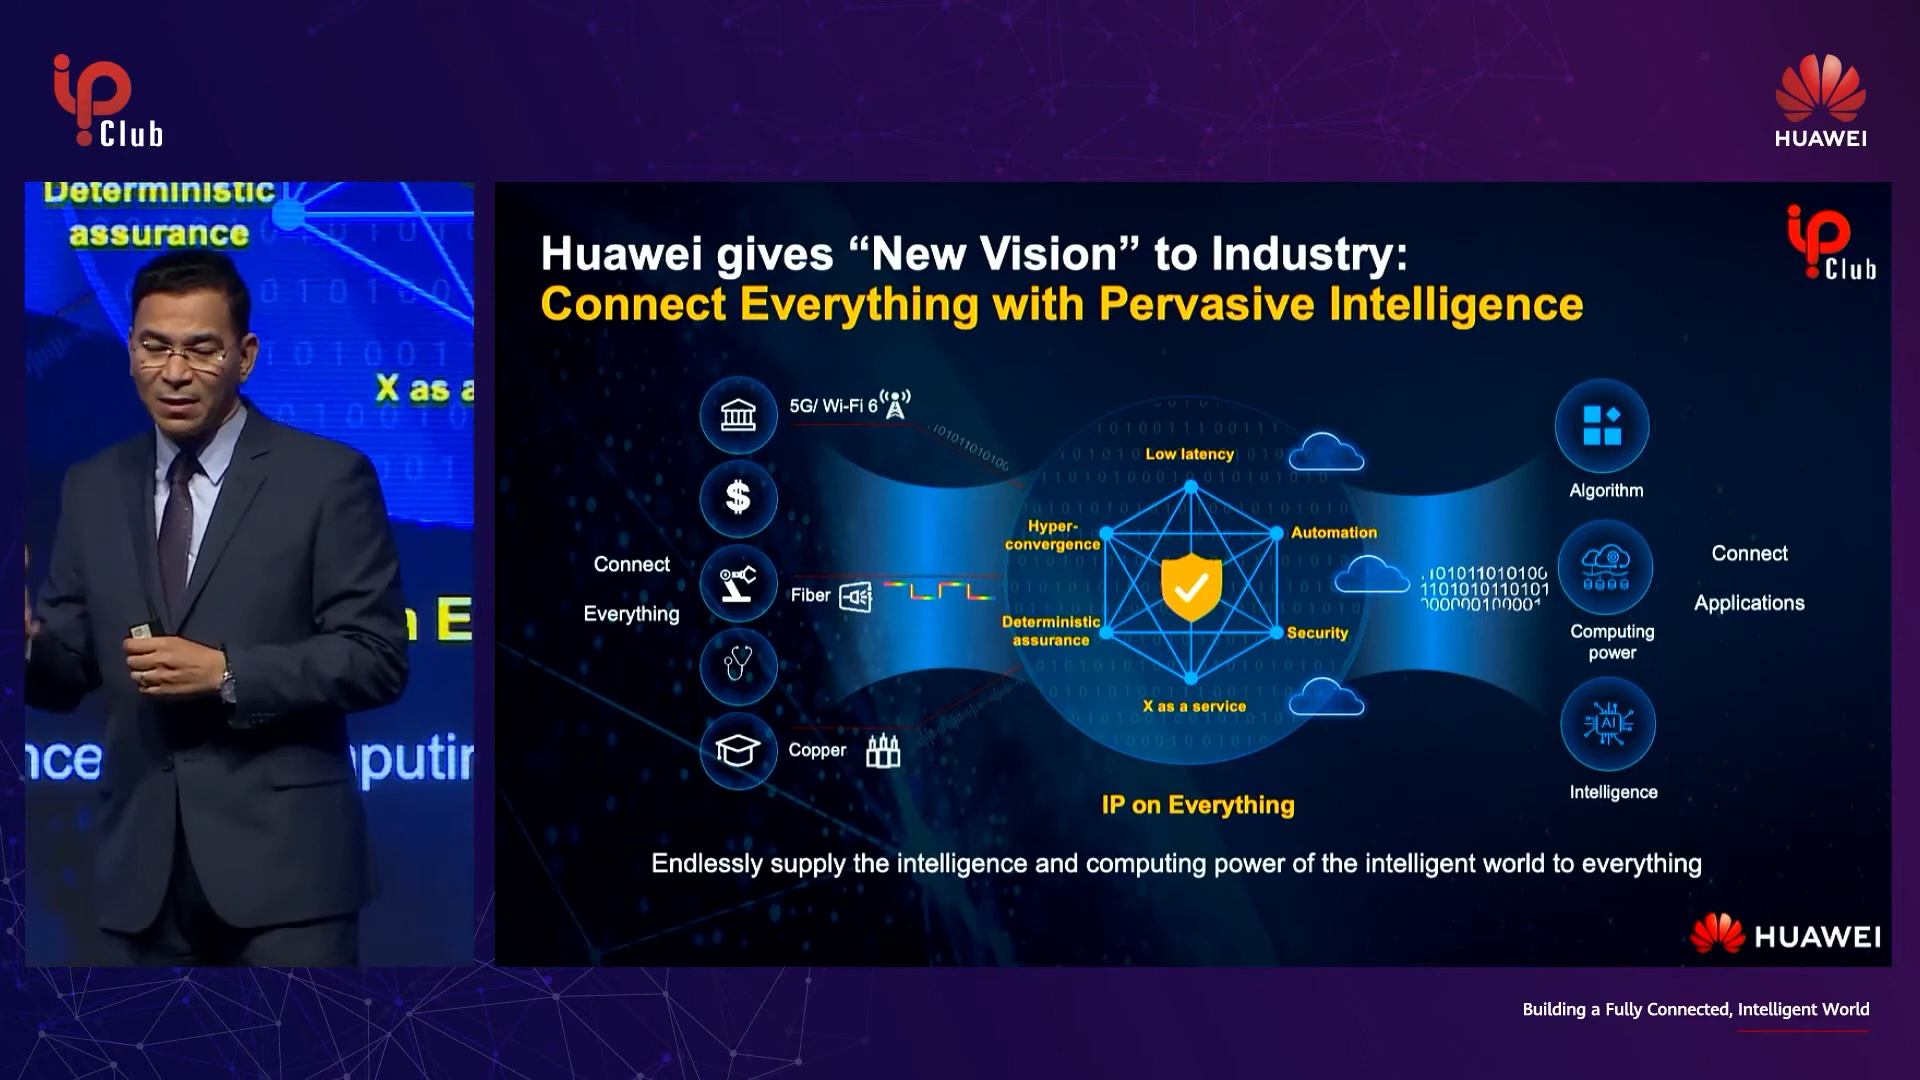 ip
Club
HUAWEI
Deterministic
assurance
X as a
n E
nce
puting
Huawei gives “New Vision” to Industry:
Connect Everything with Pervasive Intelligence
ip
Club
Connect
Everything
5G/ Wi-Fi 6
Fiber
Copper
Low latency
Hyper-
convergence
Automation
Deterministic
assurance
Security
X as a service
IP on Everything
Algorithm
Computing
power
AI
Intelligence
Connect
Applications
Endlessly supply the intelligence and computing power of the intelligent world to everything
HUAWEI
Building a Fully Connected, Intelligent World